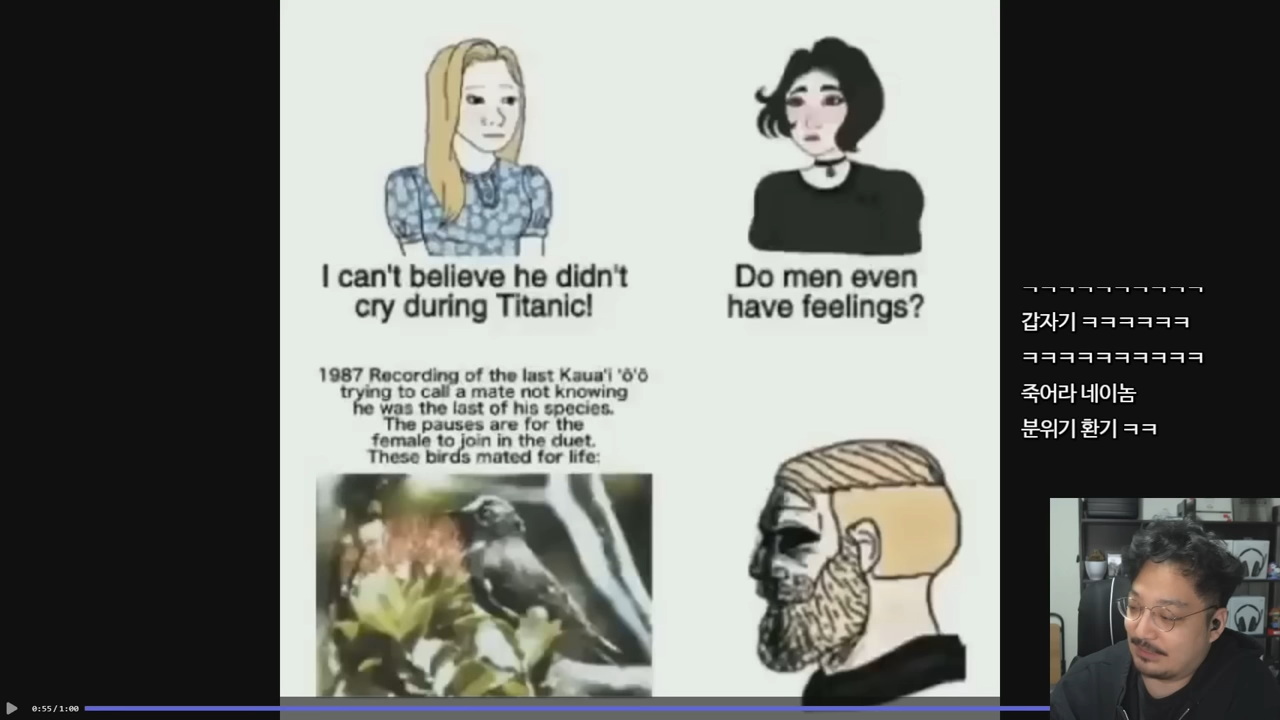 I can't believe he didn't
cry during Titanic!
Do men even
have feelings?
1987 Recording of the last Kaua'i 'ō'ō
trying to call a mate not knowing
he was the last of his species.
The pauses are for the
female to join in the duet.
These birds mated for life:
ㅋㅋㅋㅋㅋㅋㅋㅋㅋㅋ
갑자기 ㅋㅋㅋㅋㅋㅋ
ㅋㅋㅋㅋㅋㅋㅋㅋㅋㅋ
죽어라 네이놈
분위기 환기 ㅋㅋ
0:55/1:00